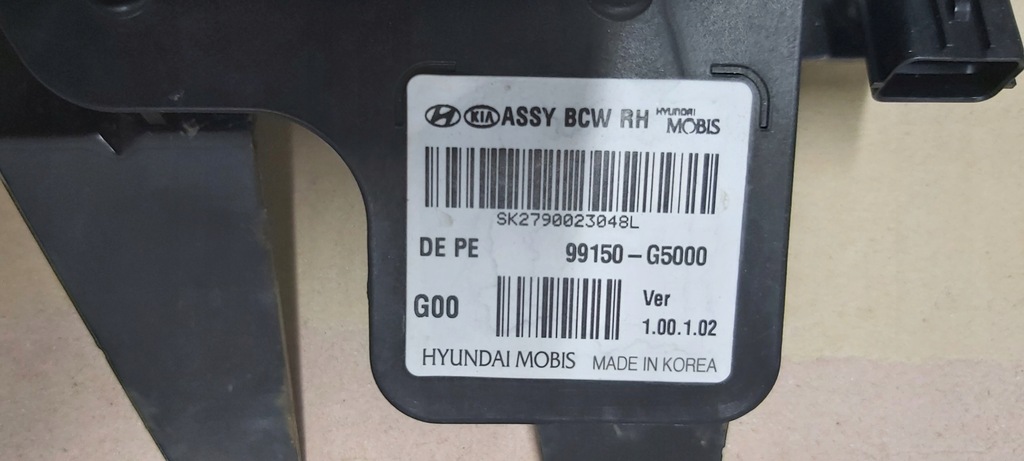 KIA ASSY BCW RH HYUNDAI MOBIS
SK2790023048L
DE PE 99150-G5000
G00 Ver 1.00.1.02
HYUNDAI MOBIS MADE IN KOREA